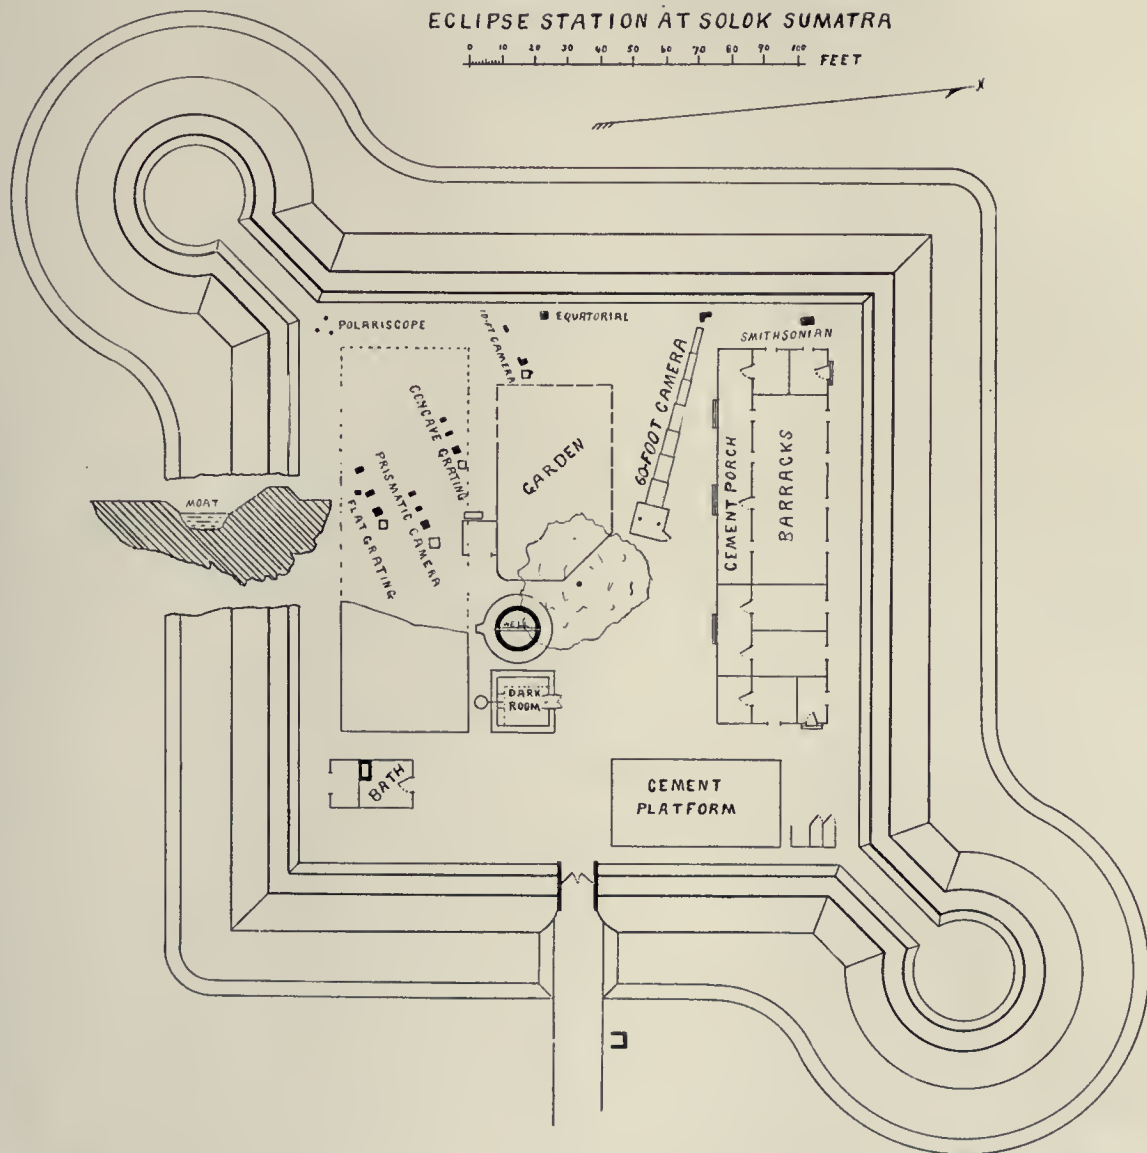 ECLIPSE STATION AT SOLOK SUMATRA
0 10 20 30 40 50 60 70 80 90 100
FEET
N
POLARISCOPE
10-FT CAMERA
EQUATORIAL
SMITHSONIAN
60-FOOT CAMERA
CONCAVE GRATING
GARDEN
CEMENT PORCH
BARRACKS
PRISMATIC CAMERA
FLAT GRATING
MOAT
WELL
DARK
ROOM
BATH
CEMENT
PLATFORM